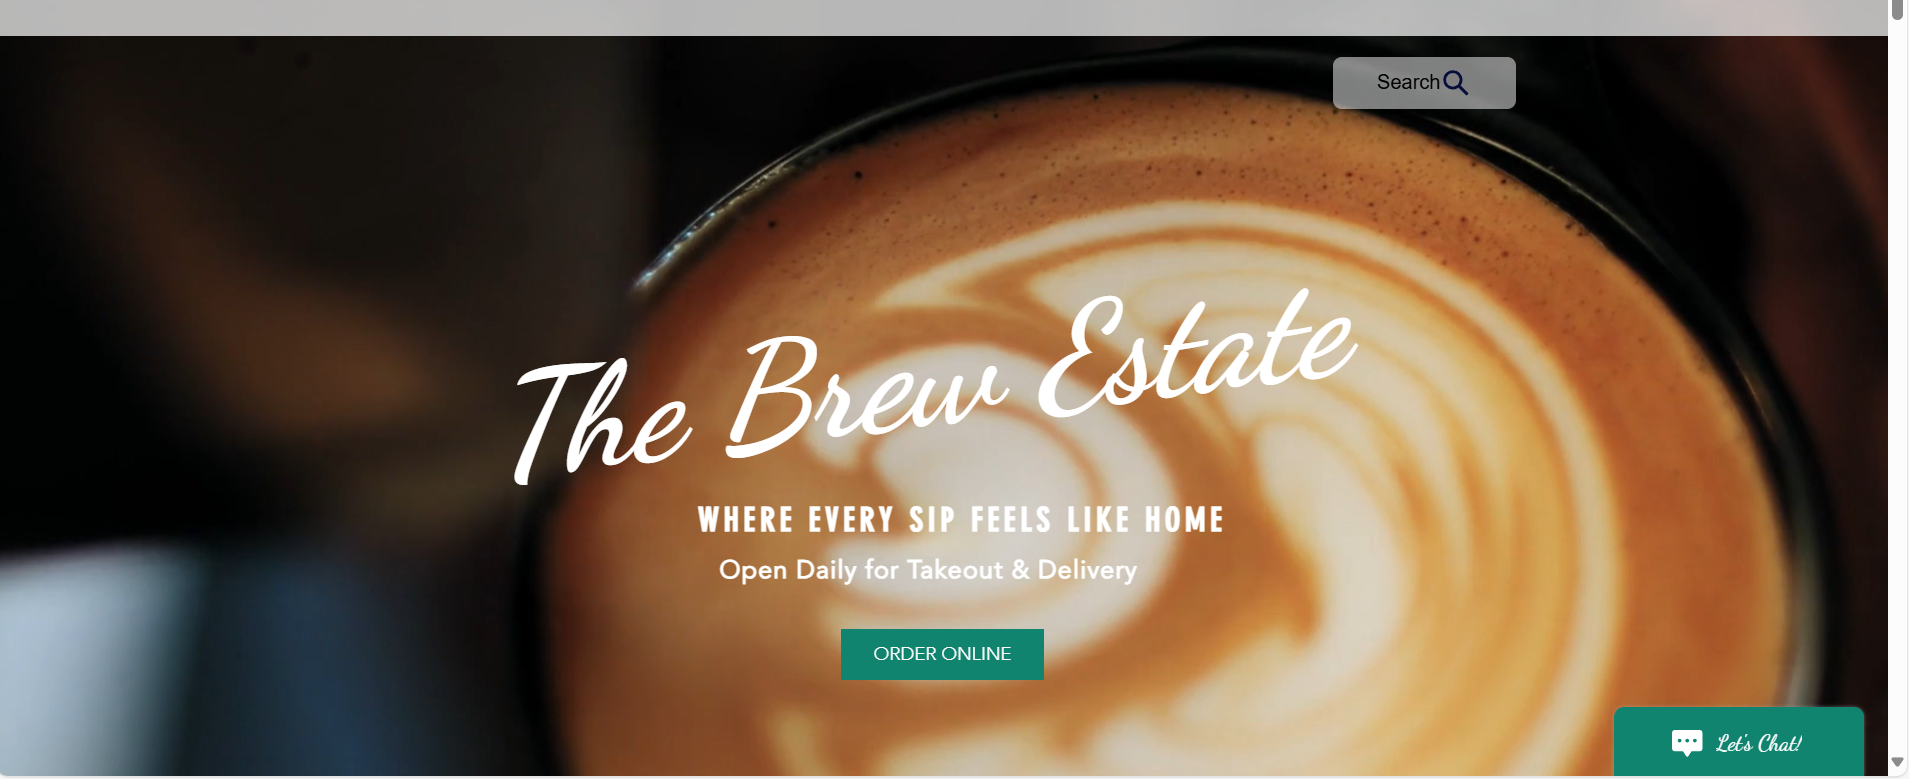 Search
The Brew Estate
WHERE EVERY SIP FEELS LIKE HOME
Open Daily for Takeout & Delivery
ORDER ONLINE
Let's Chat!